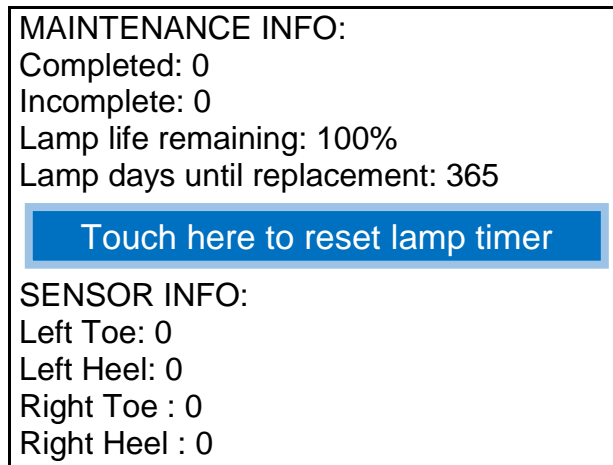 MAINTENANCE INFO:
Completed: 0
Incomplete: 0
Lamp life remaining: 100%
Lamp days until replacement: 365
Touch here to reset lamp timer
SENSOR INFO:
Left Toe: 0
Left Heel: 0
Right Toe : 0
Right Heel : 0